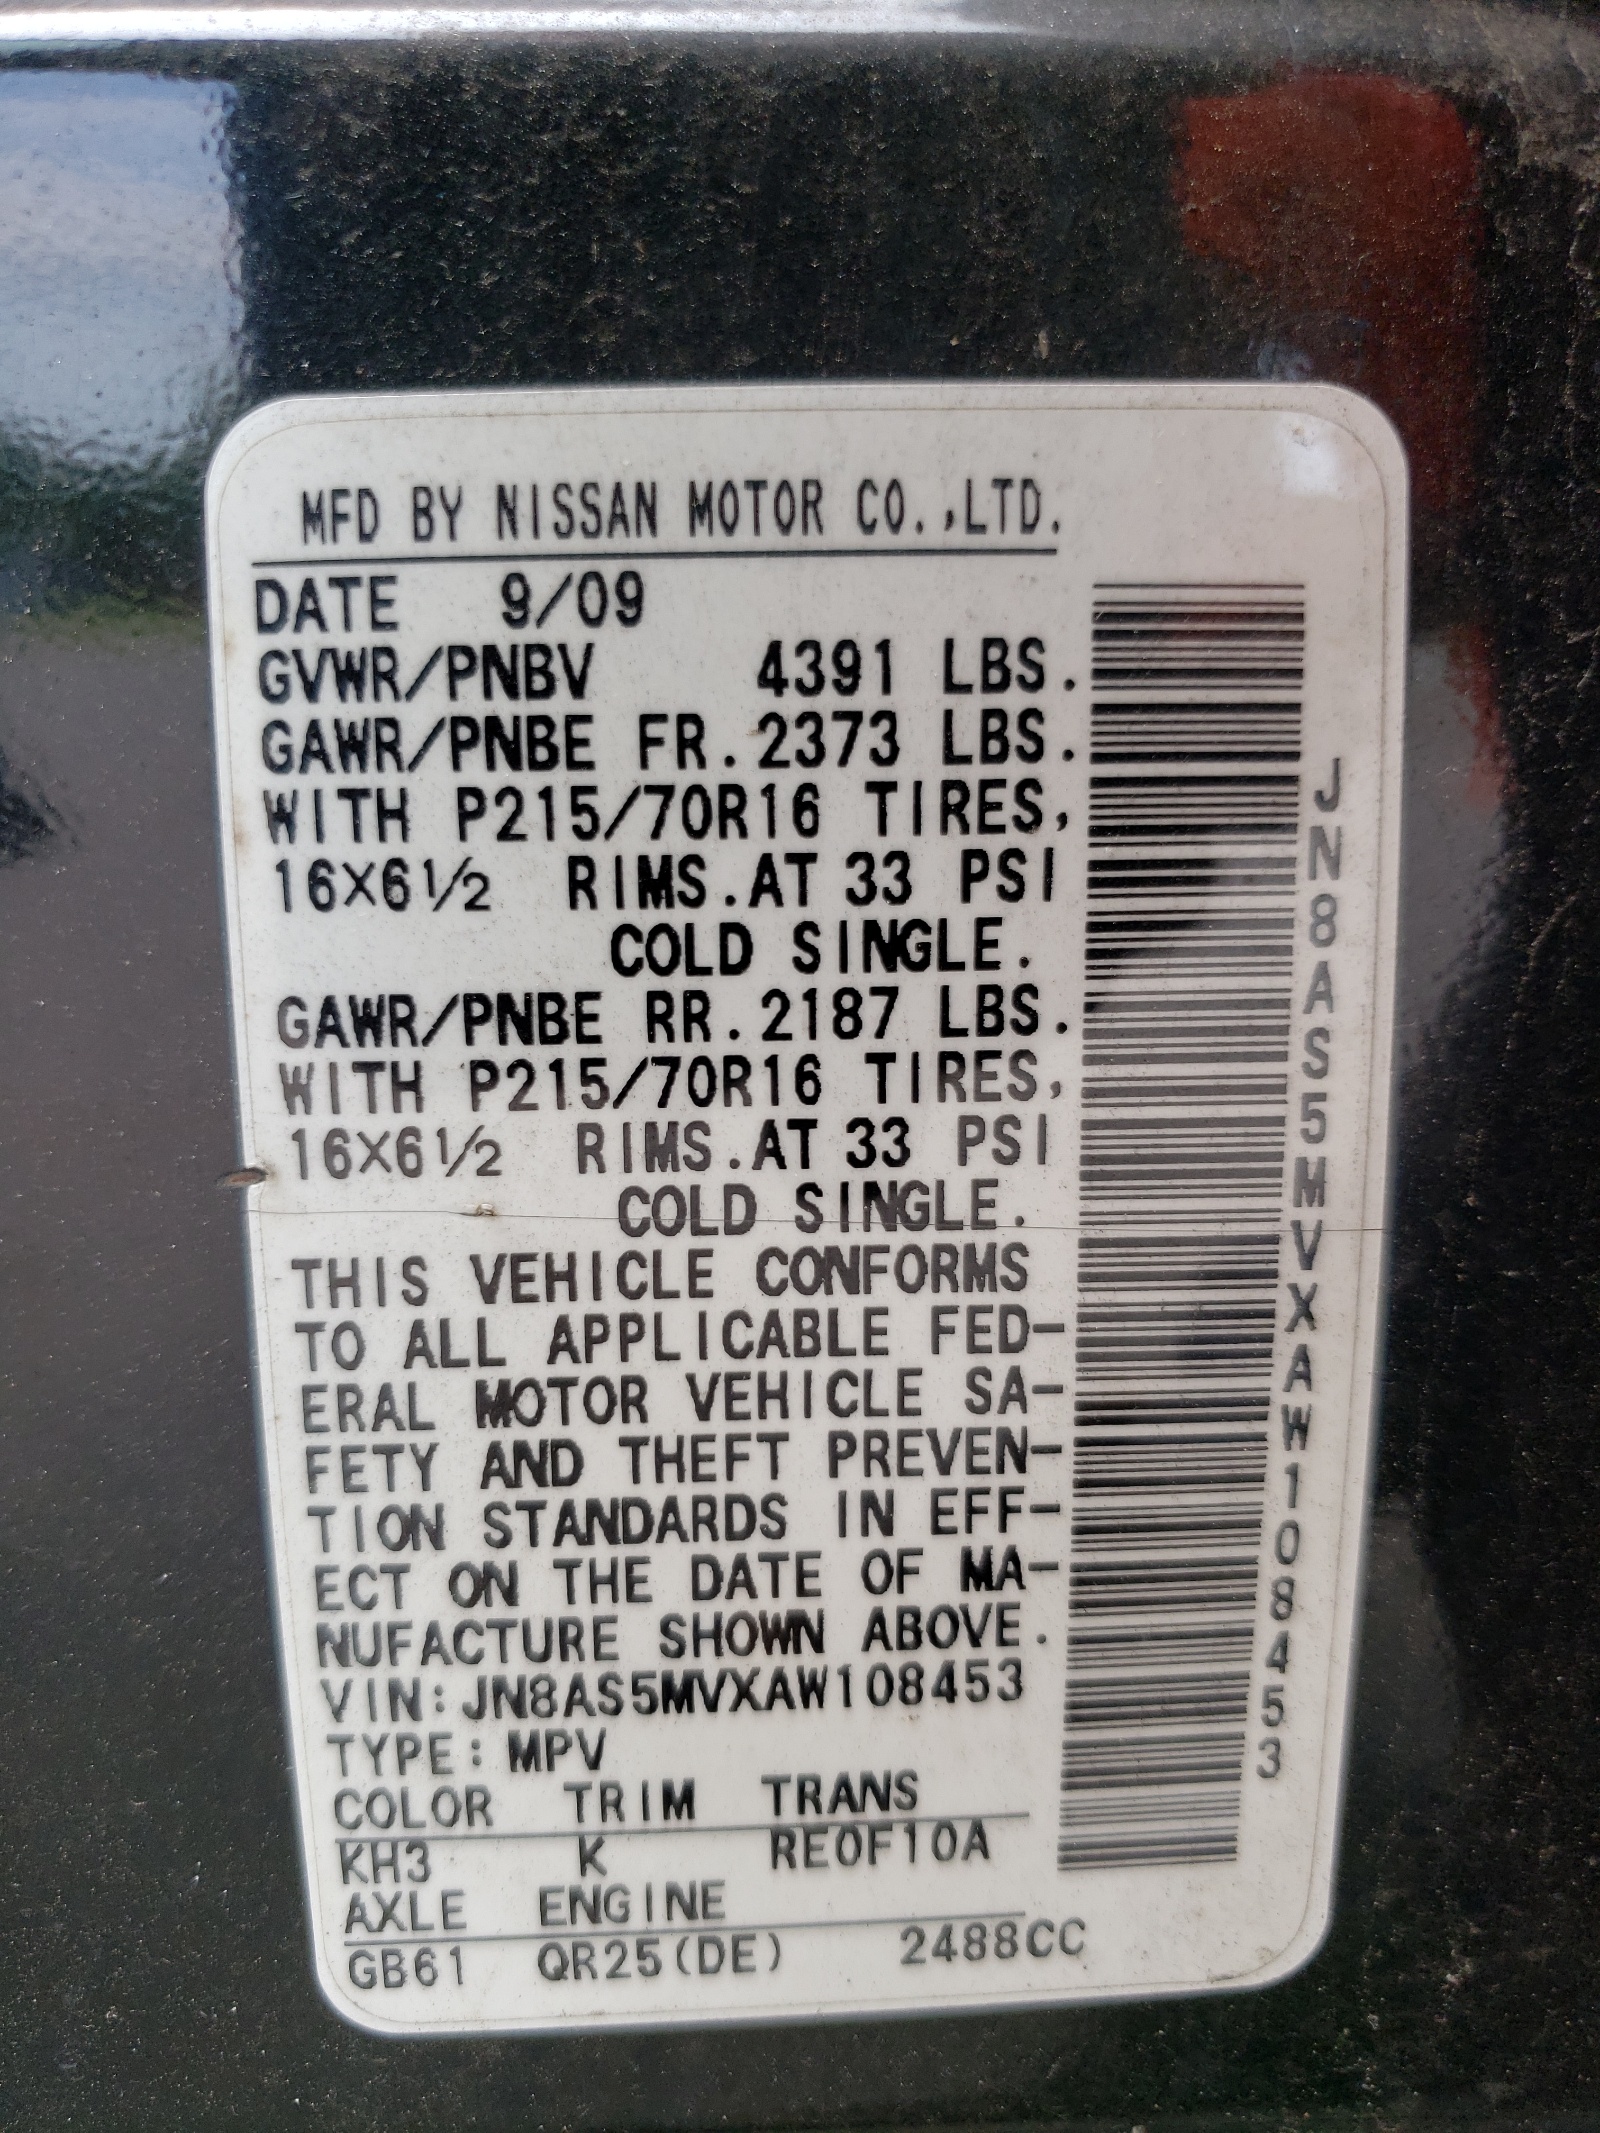 MFD BY NISSAN MOTOR CO.,LTD.
DATE 9/09
GVWR/PNBV 4391 LBS.
GAWR/PNBE FR.2373 LBS.
WITH P215/70R16 TIRES,
16X6½ RIMS.AT 33 PSI
COLD SINGLE.
GAWR/PNBE RR.2187 LBS.
WITH P215/70R16 TIRES,
16X6½ RIMS.AT 33 PSI
COLD SINGLE.
THIS VEHICLE CONFORMS
TO ALL APPLICABLE FED-
ERAL MOTOR VEHICLE SA-
FETY AND THEFT PREVEN-
TION STANDARDS IN EFF-
ECT ON THE DATE OF MA-
NUFACTURE SHOWN ABOVE.
VIN:JN8AS5MVXAW108453
TYPE:MPV
COLOR TRIM TRANS
KH3 K RE0F10A
AXLE ENGINE
GB61 QR25(DE) 2488CC
JN8AS5MVXAW108453